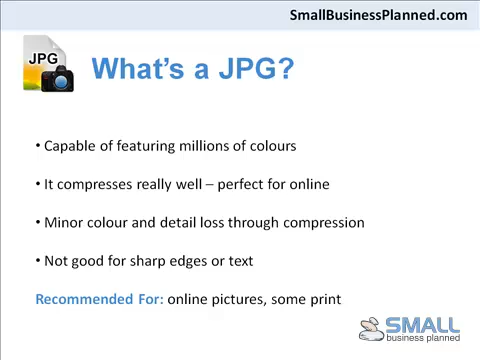 SmallBusinessPlanned.com
JPG
What's a JPG?
• Capable of featuring millions of colours
• It compresses really well – perfect for online
• Minor colour and detail loss through compression
• Not good for sharp edges or text
Recommended For: online pictures, some print
SMALL
business planned